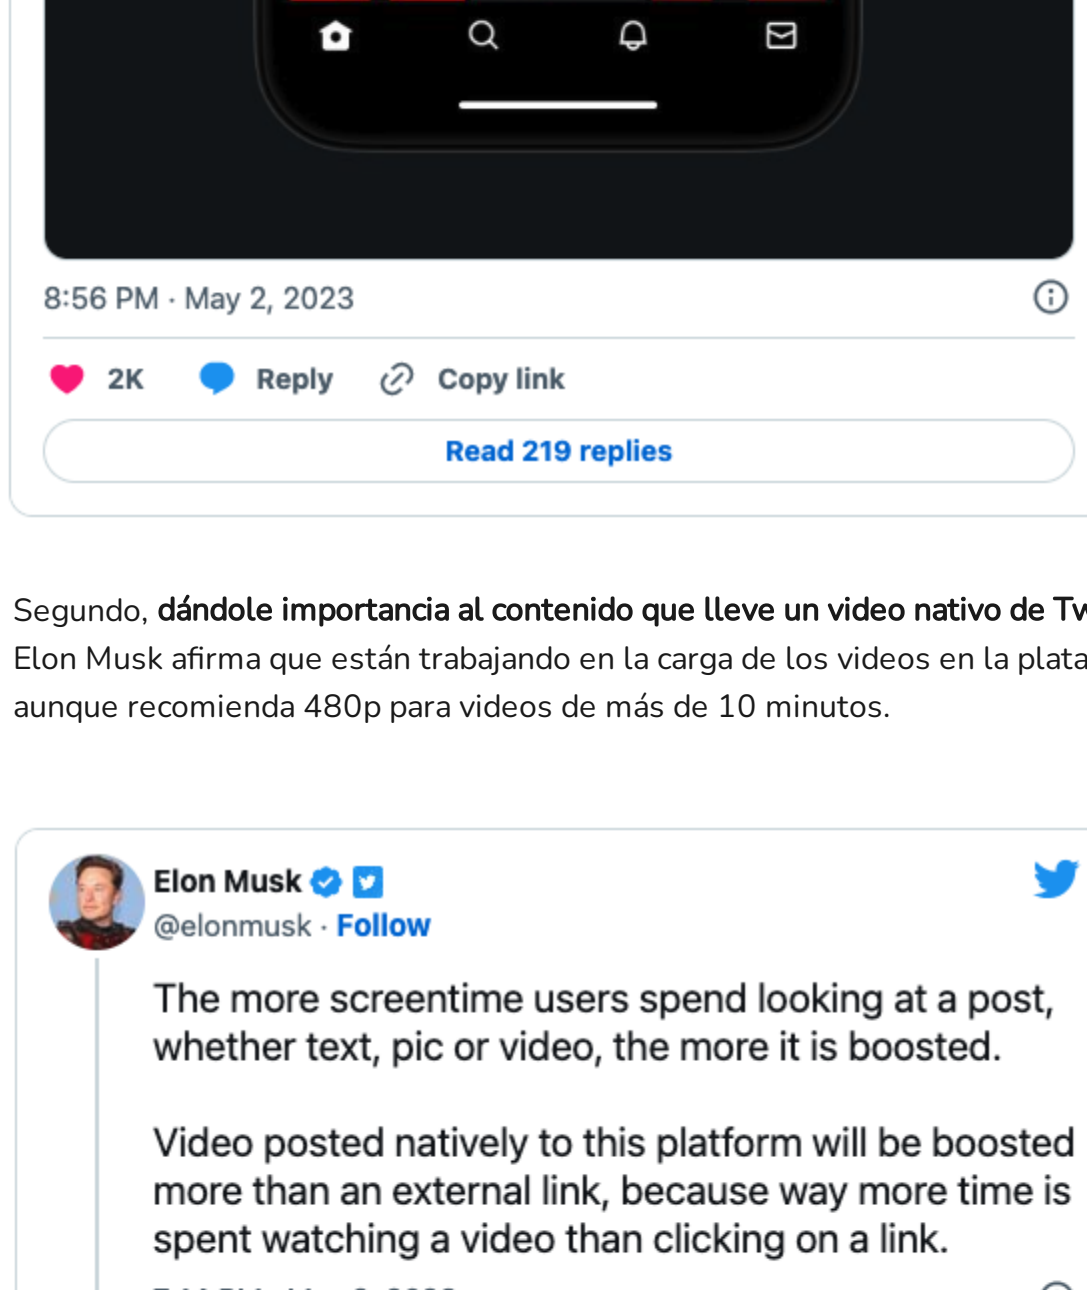 8:56 PM · May 2, 2023
2K Reply Copy link
Read 219 replies
Segundo, dándole importancia al contenido que lleve un video nativo de Tw
Elon Musk afirma que están trabajando en la carga de los videos en la plata
aunque recomienda 480p para videos de más de 10 minutos.
Elon Musk
@elonmusk · Follow
The more screentime users spend looking at a post,
whether text, pic or video, the more it is boosted.
Video posted natively to this platform will be boosted
more than an external link, because way more time is
spent watching a video than clicking on a link.